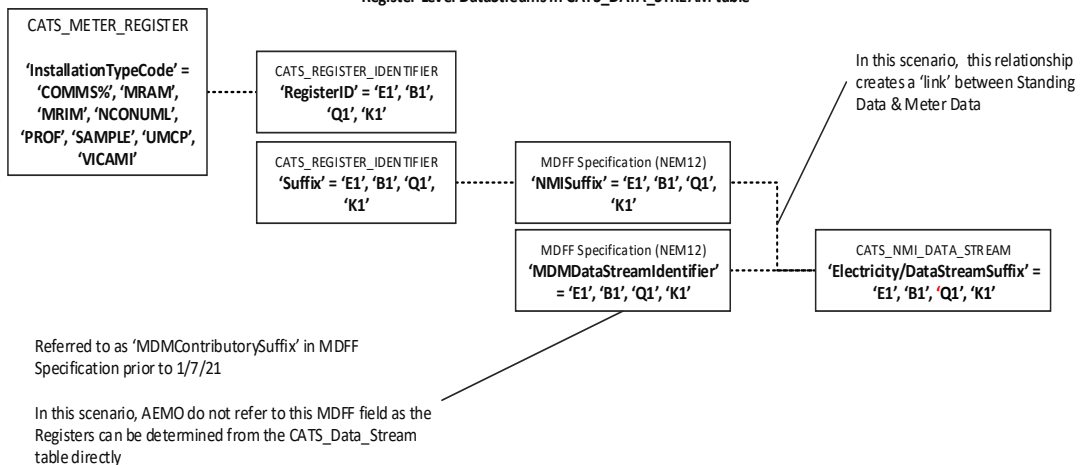 Register Level DataStreams in CATS_DATA_STREAM table
CATS_METER_REGISTER
‘InstallationTypeCode’ =
‘COMMS%’, ‘MRAM’,
‘MRIM’, ‘NCONUML’,
‘PROF’, ‘SAMPLE’, ‘UMCP’,
‘VICAMI’
CATS_REGISTER_IDENTIFIER
‘RegisterID’ = ‘E1’, ‘B1’,
‘Q1’, ‘K1’
In this scenario, this relationship
creates a ‘link’ between Standing
Data & Meter Data
CATS_REGISTER_IDENTIFIER
‘Suffix’ = ‘E1’, ‘B1’, ‘Q1’,
‘K1’
MDFF Specification (NEM12)
‘NMISuffix’ = ‘E1’, ‘B1’, ‘Q1’,
‘K1’
MDFF Specification (NEM12)
‘MDMDataStreamIdentifier’
= ‘E1’, ‘B1’, ‘Q1’, ‘K1’
CATS_NMI_DATA_STREAM
‘Electricity/DataStreamSuffix’ =
‘E1’, ‘B1’, ‘Q1’, ‘K1’
Referred to as ‘MDMContributorySuffix’ in MDFF
Specification prior to 1/7/21
In this scenario, AEMO do not refer to this MDFF field as the
Registers can be determined from the CATS_Data_Stream
table directly